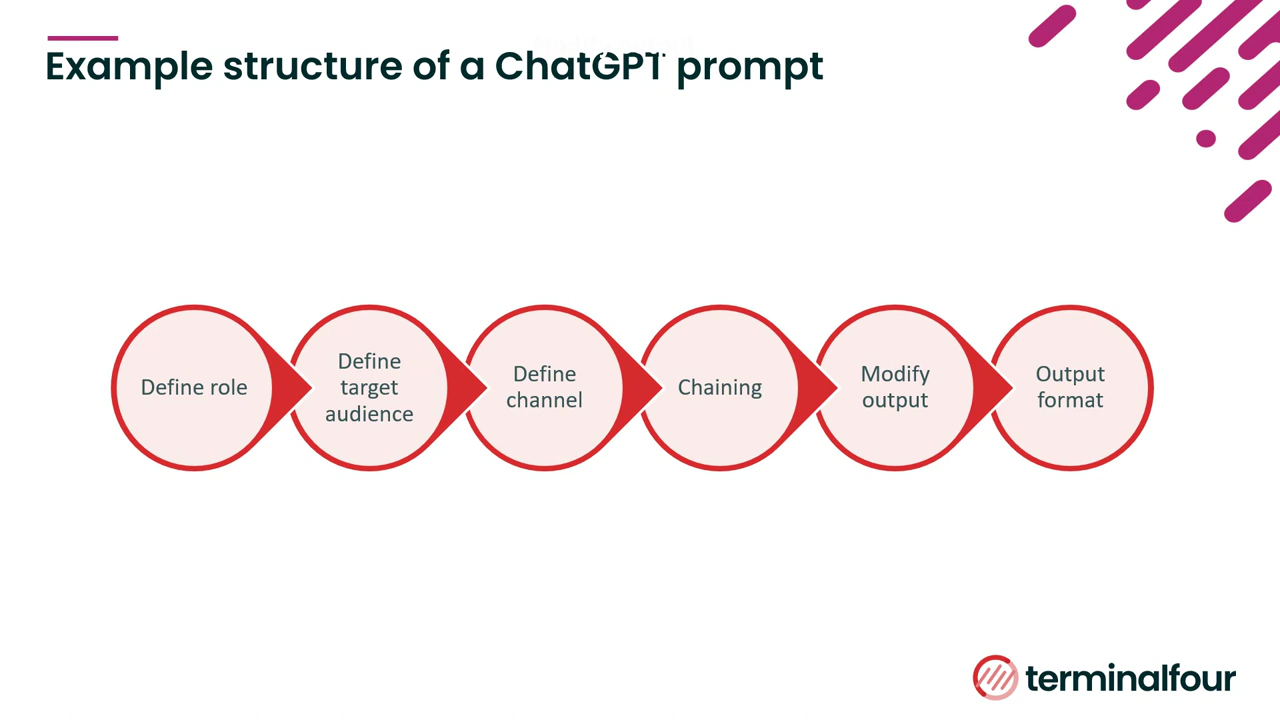 Example structure of a ChatGPT prompt
Define role
Define
target
audience
Define
channel
Chaining
Modify
output
Output
format
terminalfour